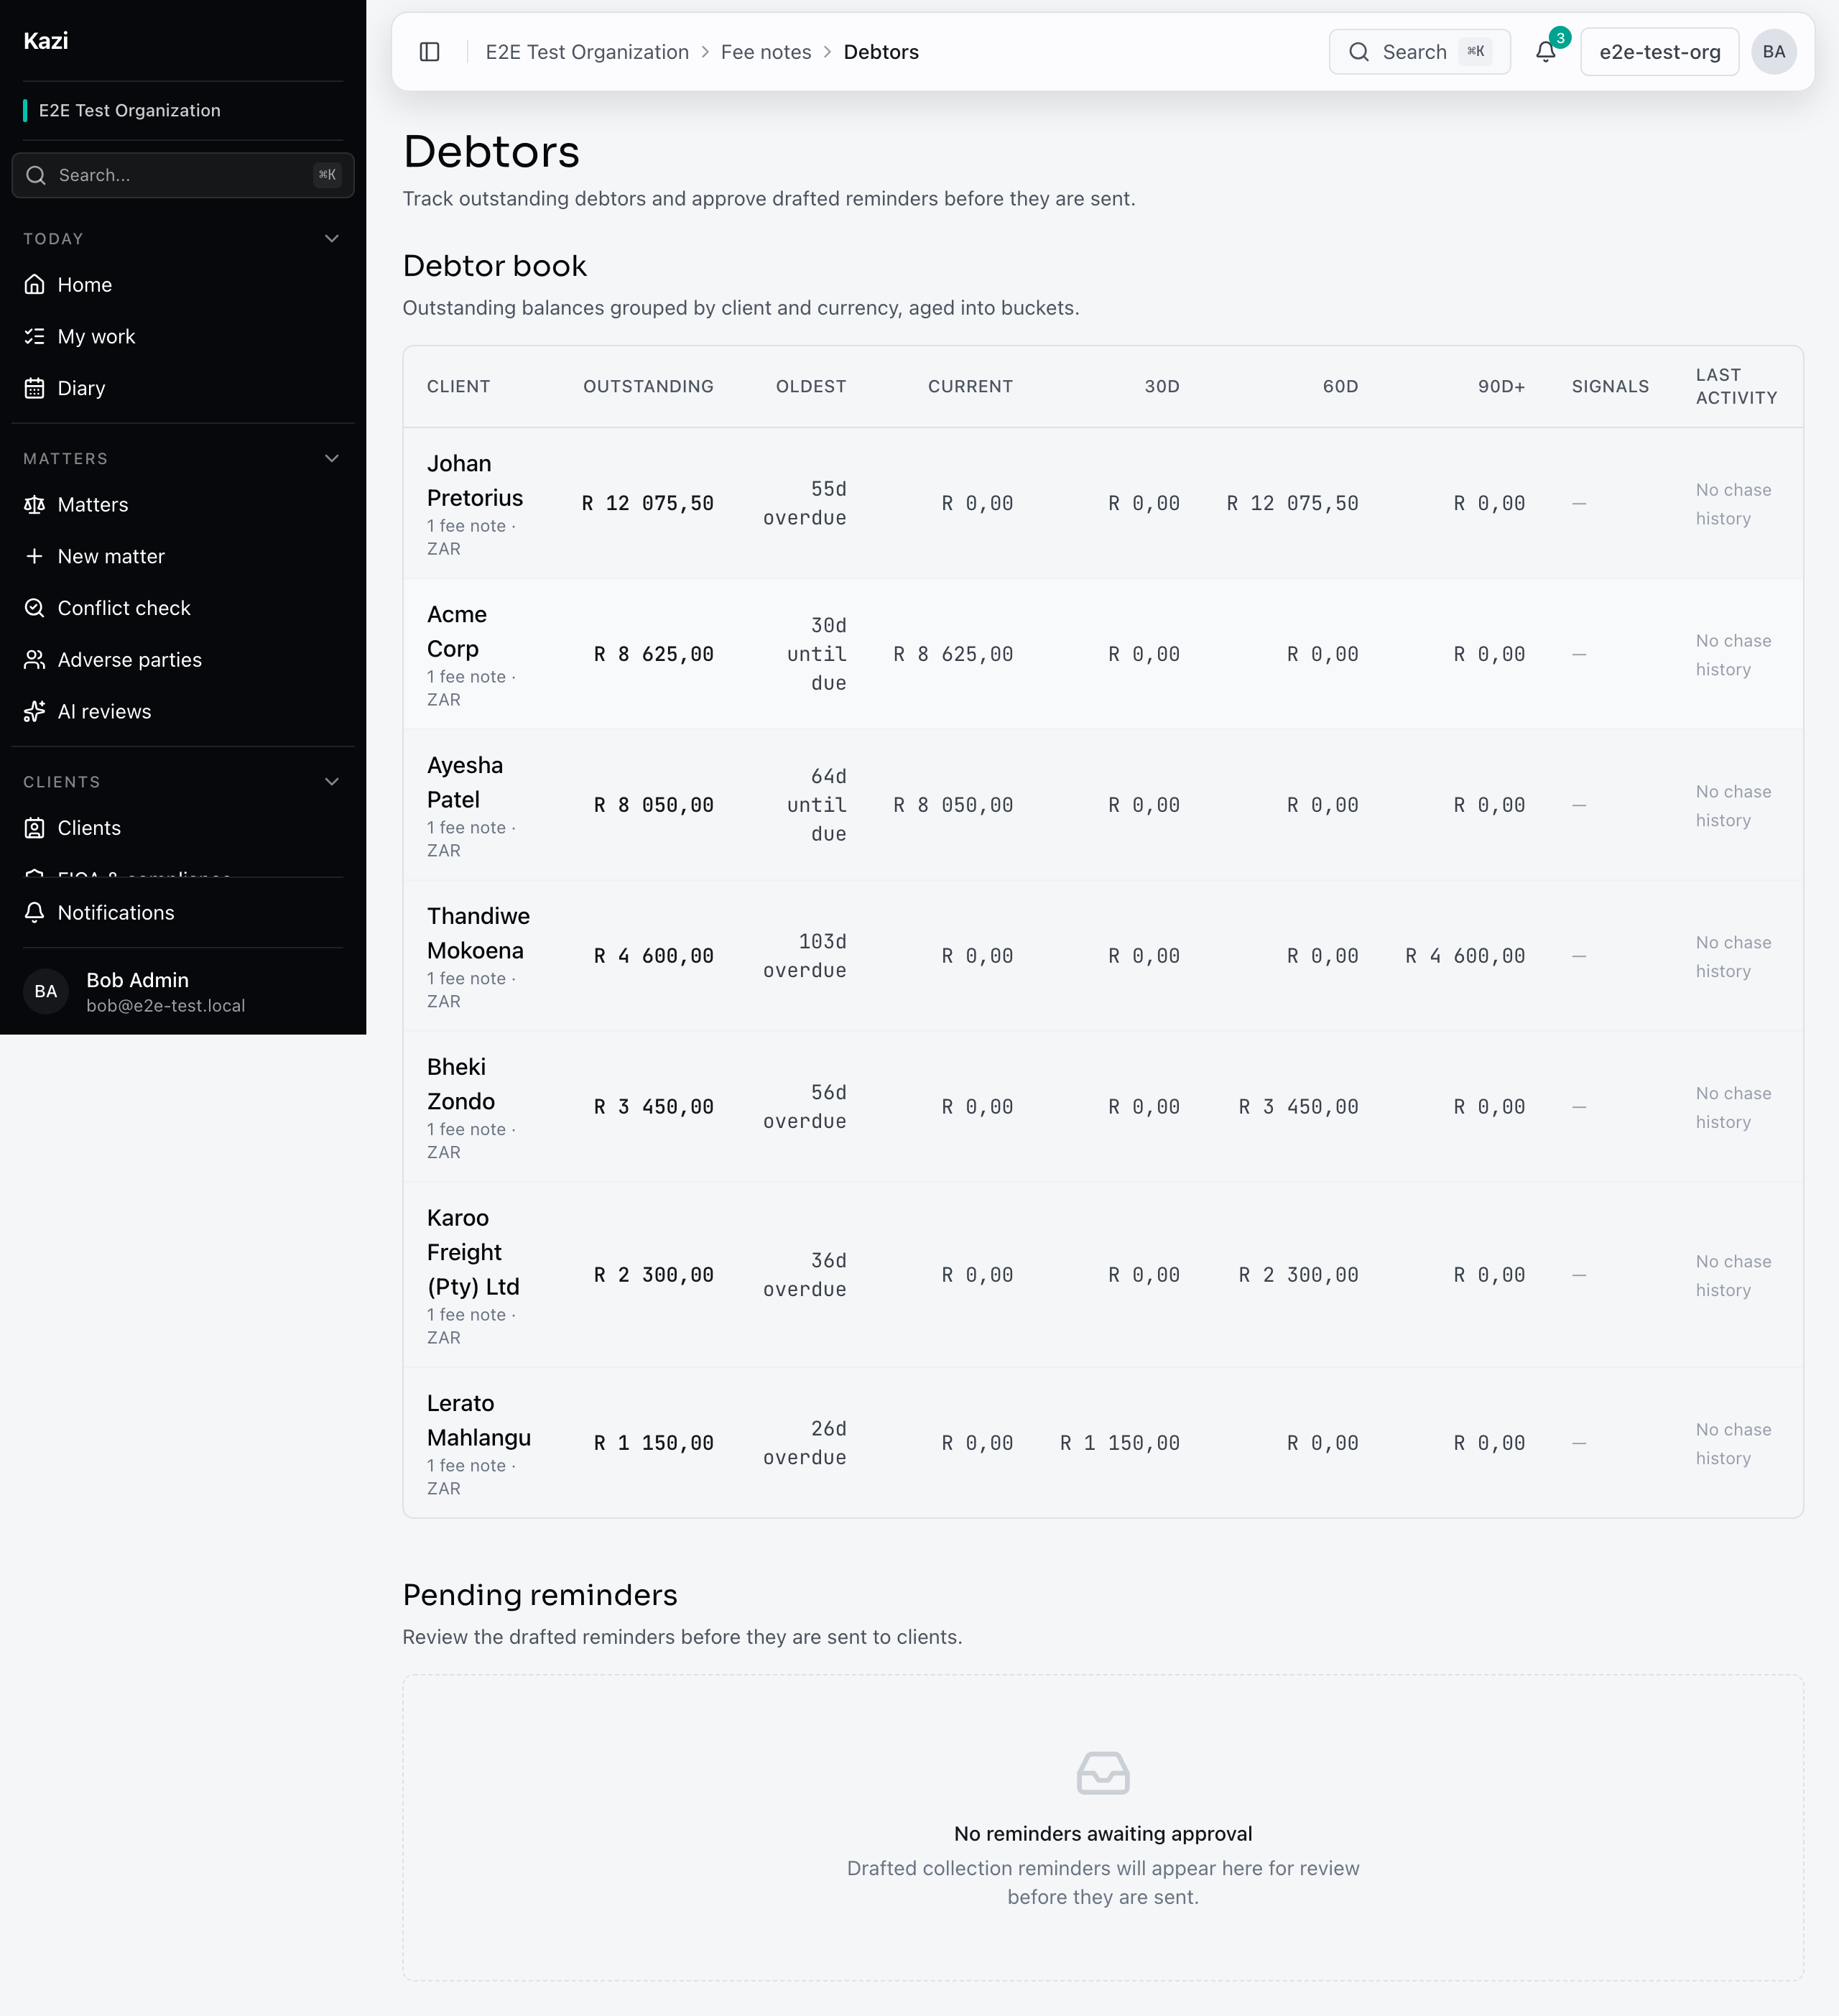 Kazi
E2E Test Organization
Search...
⌘K
TODAY
Home
My work
Diary
MATTERS
Matters
New matter
Conflict check
Adverse parties
AI reviews
CLIENTS
Clients
Notifications
BA
Bob Admin
bob@e2e-test.local
E2E Test Organization > Fee notes > Debtors
Search ⌘K
3
e2e-test-org
BA
Debtors
Track outstanding debtors and approve drafted reminders before they are sent.
Debtor book
Outstanding balances grouped by client and currency, aged into buckets.
CLIENT OUTSTANDING OLDEST CURRENT 30D 60D 90D+ SIGNALS LAST
ACTIVITY
Johan
Pretorius
1 fee note ·
ZAR
R 12 075,50
55d
overdue
R 0,00 R 0,00 R 12 075,50 R 0,00 —
No chase
history
Acme
Corp
1 fee note ·
ZAR
R 8 625,00
30d
until
due
R 8 625,00 R 0,00 R 0,00 R 0,00 —
No chase
history
Ayesha
Patel
1 fee note ·
ZAR
R 8 050,00
64d
until
due
R 8 050,00 R 0,00 R 0,00 R 0,00 —
No chase
history
Thandiwe
Mokoena
1 fee note ·
ZAR
R 4 600,00
103d
overdue
R 0,00 R 0,00 R 0,00 R 4 600,00 —
No chase
history
Bheki
Zondo
1 fee note ·
ZAR
R 3 450,00
56d
overdue
R 0,00 R 0,00 R 3 450,00 R 0,00 —
No chase
history
Karoo
Freight
(Pty) Ltd
1 fee note ·
ZAR
R 2 300,00
36d
overdue
R 0,00 R 0,00 R 2 300,00 R 0,00 —
No chase
history
Lerato
Mahlangu
1 fee note ·
ZAR
R 1 150,00
26d
overdue
R 0,00 R 1 150,00 R 0,00 R 0,00 —
No chase
history
Pending reminders
Review the drafted reminders before they are sent to clients.
No reminders awaiting approval
Drafted collection reminders will appear here for review
before they are sent.